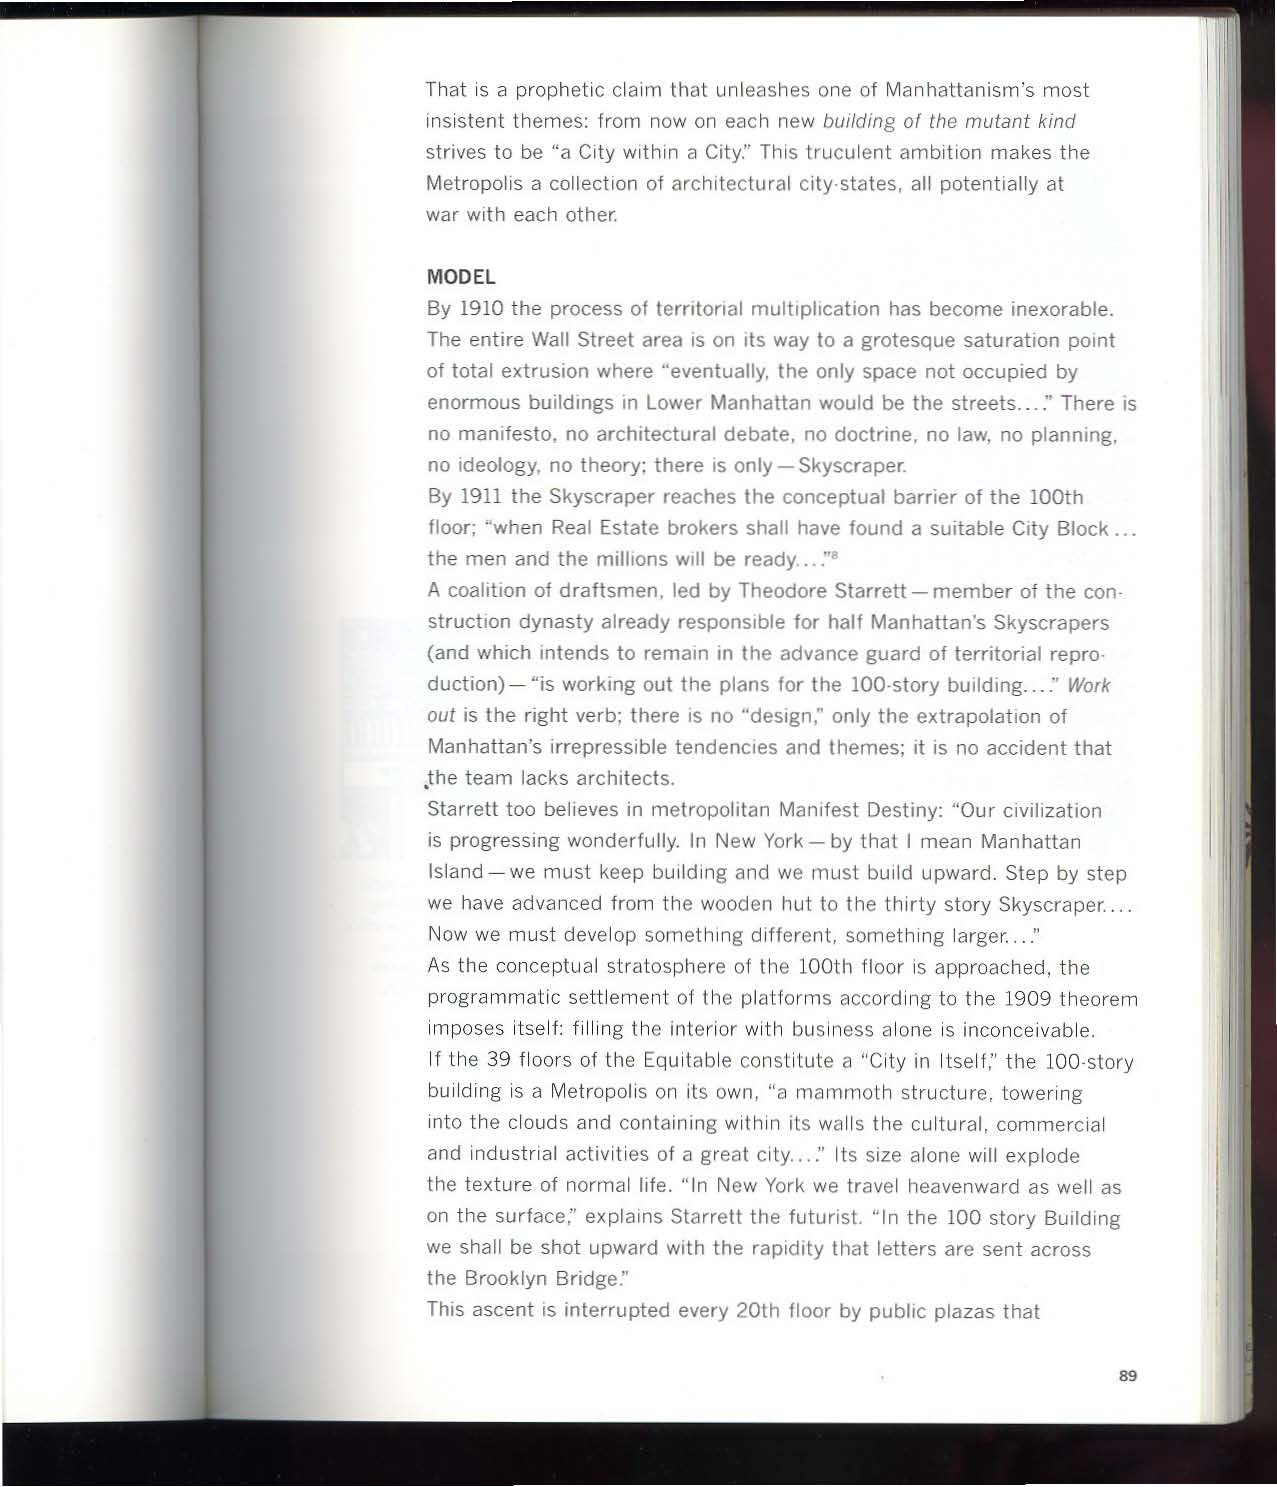 That is a prophetic claim that unleashes one of Manhattanism's most
insistent themes: from now on each new building of the mutant kind
strives to be "a City within a City." This truculent ambition makes the
Metropolis a collection of architectural city-states, all potentially at
war with each other.
MODEL
By 1910 the process of territorial multiplication has become inexorable.
The entire Wall Street area is on its way to a grotesque saturation point
of total extrusion where "eventually, the only space not occupied by
enormous buildings in Lower Manhattan would be the streets...." There is
no manifesto, no architectural debate, no doctrine, no law, no planning,
no ideology, no theory; there is only — Skyscraper.
By 1911 the Skyscraper reaches the conceptual barrier of the 100th
floor; "when Real Estate brokers shall have found a suitable City Block ...
the men and the millions will be ready...."⁸
A coalition of draftsmen, led by Theodore Starrett — member of the con-
struction dynasty already responsible for half Manhattan's Skyscrapers
(and which intends to remain in the advance guard of territorial repro-
duction) — "is working out the plans for the 100-story building...." Work
out is the right verb; there is no "design," only the extrapolation of
Manhattan's irrepressible tendencies and themes; it is no accident that
the team lacks architects.
Starrett too believes in metropolitan Manifest Destiny: "Our civilization
is progressing wonderfully. In New York — by that I mean Manhattan
Island — we must keep building and we must build upward. Step by step
we have advanced from the wooden hut to the thirty story Skyscraper....
Now we must develop something different, something larger...."
As the conceptual stratosphere of the 100th floor is approached, the
programmatic settlement of the platforms according to the 1909 theorem
imposes itself: filling the interior with business alone is inconceivable.
If the 39 floors of the Equitable constitute a "City in Itself," the 100-story
building is a Metropolis on its own, "a mammoth structure, towering
into the clouds and containing within its walls the cultural, commercial
and industrial activities of a great city...." Its size alone will explode
the texture of normal life. "In New York we travel heavenward as well as
on the surface," explains Starrett the futurist. "In the 100 story Building
we shall be shot upward with the rapidity that letters are sent across
the Brooklyn Bridge."
This ascent is interrupted every 20th floor by public plazas that
89